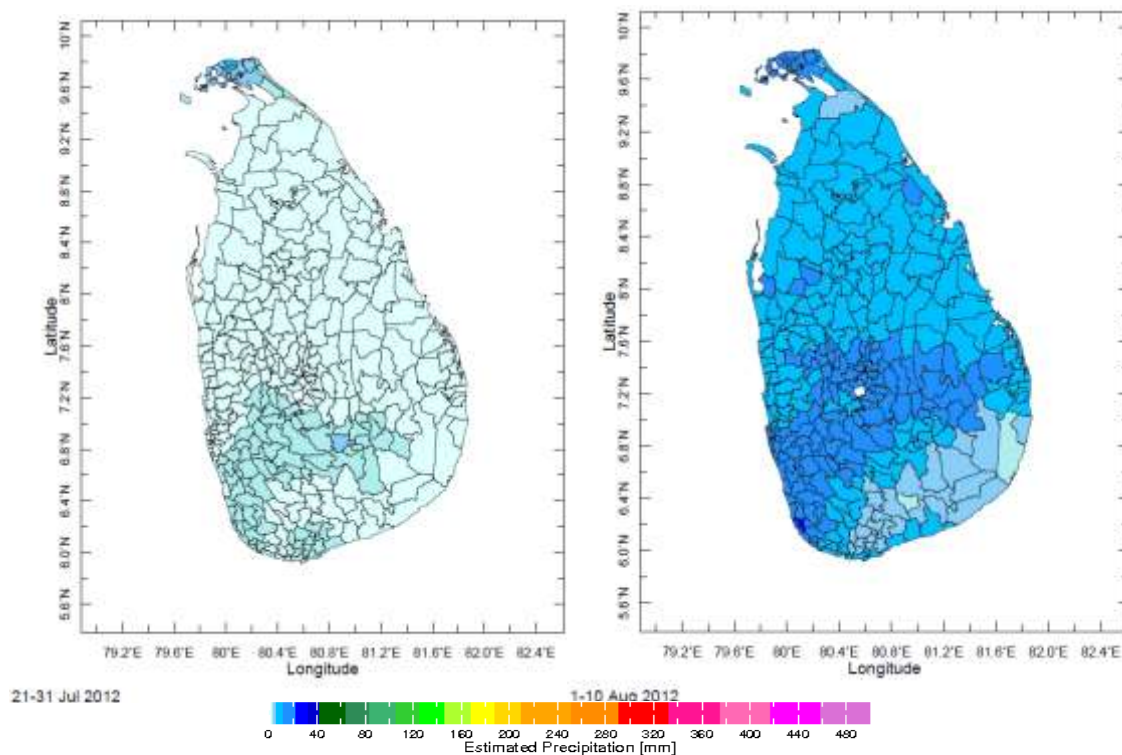 10°N
9.6°N
9.2°N
8.8°N
8.4°N
8°N
7.6°N
7.2°N
6.8°N
6.4°N
6.0°N
5.6°N
Latitude
79.2°E 79.6°E 80°E 80.4°E 80.8°E 81.2°E 81.6°E 82.0°E 82.4°E
Longitude
10°N
9.6°N
9.2°N
8.8°N
8.4°N
8°N
7.6°N
7.2°N
6.8°N
6.4°N
6.0°N
5.6°N
Latitude
79.2°E 79.6°E 80°E 80.4°E 80.8°E 81.2°E 81.6°E 82.0°E 82.4°E
Longitude
21-31 Jul 2012
1-10 Aug 2012
0 40 80 120 160 200 240 280 320 360 400 440 480
Estimated Precipitation [mm]